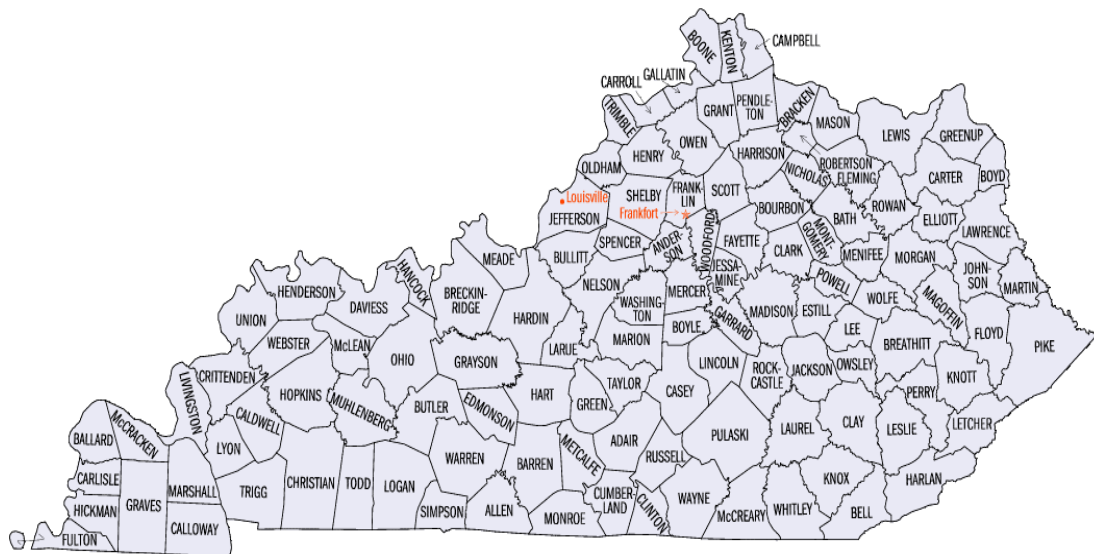 BOONE
KENTON
CAMPBELL
GALLATIN
CARROLL
TRIMBLE
GRANT
PENDLE-
TON
BRACKEN
MASON
LEWIS
GREENUP
OWEN
HENRY
OLDHAM
HARRISON
ROBERTSON
FLEMING
NICHOLAS
CARTER
BOYD
SHELBY
FRANK-
LIN
SCOTT
Louisville
Frankfort
JEFFERSON
BOURBON
BATH
ROWAN
ELLIOTT
LAWRENCE
SPENCER
ANDER-
SON
WOODFORD
FAYETTE
CLARK
MONT-
GOMERY
MENIFEE
MORGAN
JOHN-
SON
MARTIN
BULLITT
MEADE
HANCOCK
BRECKIN-
RIDGE
NELSON
WASHING-
TON
MERCER
JESSA-
MINE
POWELL
WOLFE
MAGOFFIN
HENDERSON
DAVIESS
UNION
HARDIN
MADISON
ESTILL
GARRARD
LEE
FLOYD
PIKE
WEBSTER
McLEAN
OHIO
GRAYSON
LARUE
MARION
BOYLE
LINCOLN
ROCK-
CASTLE
JACKSON
OWSLEY
BREATHITT
KNOTT
CRITTENDEN
LIVINGSTON
HOPKINS
MUHLENBERG
BUTLER
EDMONSON
HART
GREEN
TAYLOR
CASEY
PERRY
LETCHER
BALLARD
McCRACKEN
LYON
CALDWELL
WARREN
BARREN
METCALFE
ADAIR
RUSSELL
PULASKI
LAUREL
CLAY
LESLIE
CARLISLE
GRAVES
MARSHALL
TRIGG
CHRISTIAN
TODD
LOGAN
SIMPSON
ALLEN
MONROE
CUMBER-
LAND
CLINTON
WAYNE
McCREARY
WHITLEY
KNOX
BELL
HARLAN
HICKMAN
FULTON
CALLOWAY